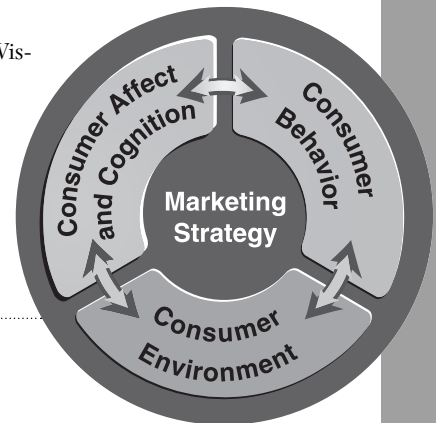 Vis-
Consumer Affect
and Cognition
Consumer
Behavior
Marketing
Strategy
Consumer
Environment